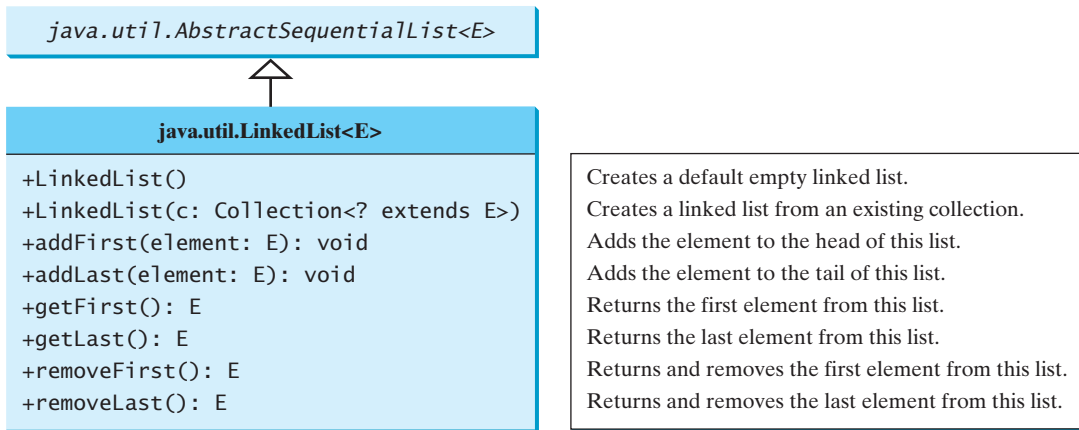 java.util.AbstractSequentialList<E>
java.util.LinkedList<E>
+LinkedList()
+LinkedList(c: Collection<? extends E>)
+addFirst(element: E): void
+addLast(element: E): void
+getFirst(): E
+getLast(): E
+removeFirst(): E
+removeLast(): E
Creates a default empty linked list.
Creates a linked list from an existing collection.
Adds the element to the head of this list.
Adds the element to the tail of this list.
Returns the first element from this list.
Returns the last element from this list.
Returns and removes the first element from this list.
Returns and removes the last element from this list.